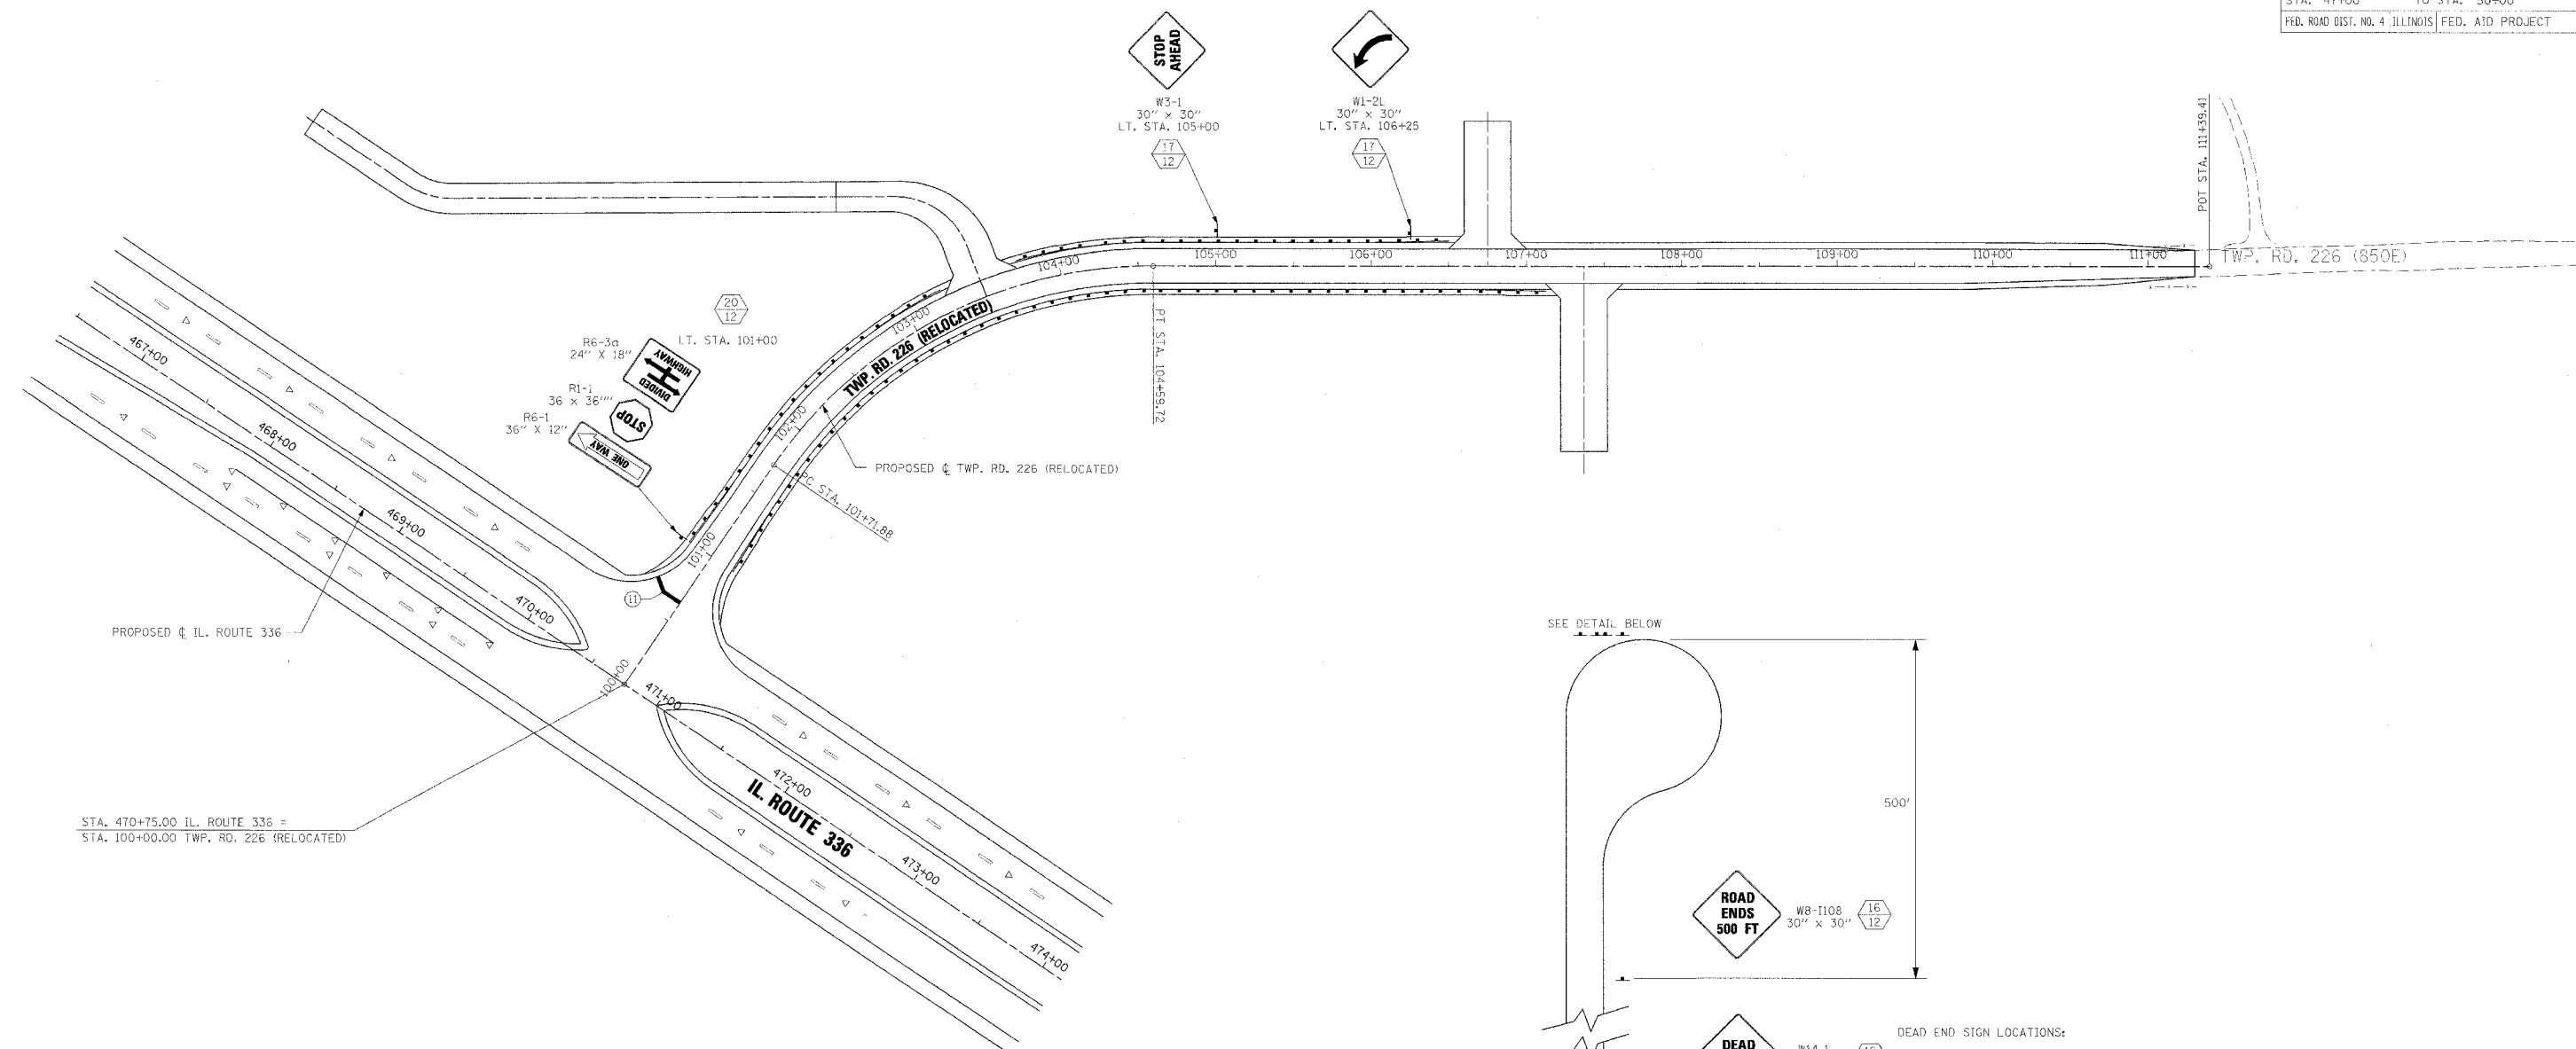 STA. 47+00 TO STA. 50+00
FED. ROAD DIST. NO. 4 ILLINOIS FED. AID PROJECT
STOP
AHEAD
W3-1
30" x 30"
LT. STA. 105+00
17
12
W1-2L
30" x 30"
LT. STA. 106+25
17
12
POT STA. 111+39.41
TWP. RD. 226 (850E)
104+00
105+00
106+00
107+00
108+00
109+00
110+00
111+00
20
12
LT. STA. 101+00
R6-3a
24" X 18"
DIVIDED
HIGHWAY
R1-1
36 x 36""
STOP
R6-1
36" X 12"
ONE WAY
103+00
TWP. RD. 226 (RELOCATED)
102+00
PT STA. 104+59.72
PROPOSED ℄ TWP. RD. 226 (RELOCATED)
PC STA. 101+71.88
101+00
11
100+00
467+00
468+00
469+00
470+00
471+00
472+00
473+00
474+00
IL. ROUTE 336
PROPOSED ℄ IL. ROUTE 336
STA. 470+75.00 IL. ROUTE 336 =
STA. 100+00.00 TWP. RD. 226 (RELOCATED)
SEE DETAIL BELOW
500'
ROAD
ENDS
500 FT
W8-I108
30" x 30"
16
12
DEAD END SIGN LOCATIONS:
DEAD
W14-1